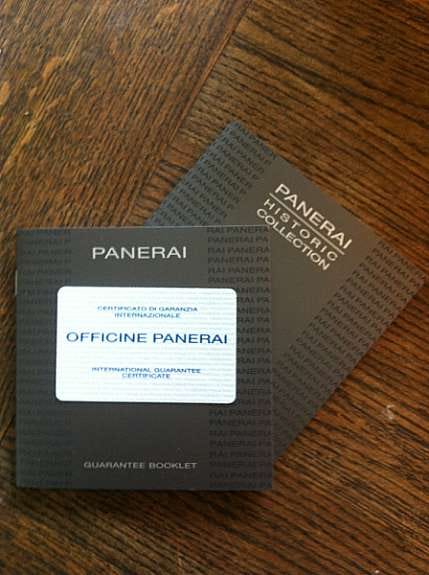 PANERAI
HISTORIC
COLLECTION
PANERAI
CERTIFICATO DI GARANZIA
INTERNAZIONALE
OFFICINE PANERAI
INTERNATIONAL GUARANTEE
CERTIFICATE
GUARANTEE BOOKLET